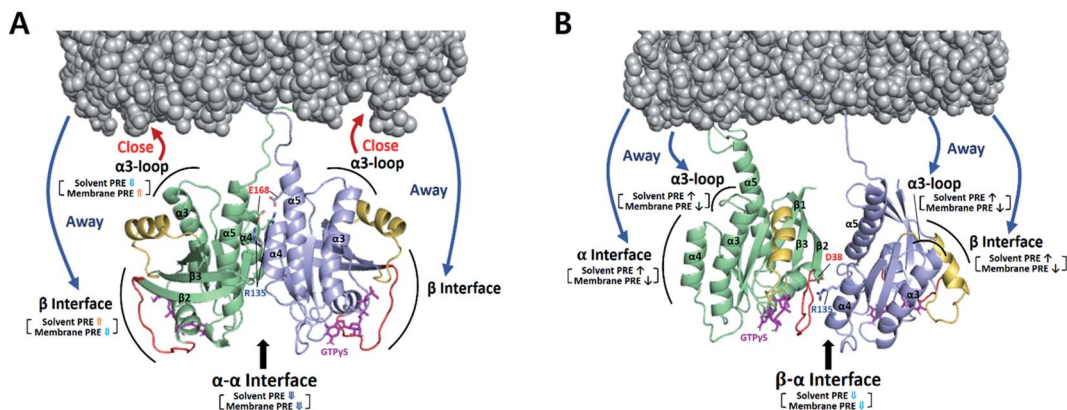 A
Close
α3-loop
Solvent PRE ⇩
Membrane PRE ⇧
Away
Close
α3-loop
Away
E168
α5
α3
α5
α4
α4
α3
β3
β2
R135
β Interface
Solvent PRE ⇧
Membrane PRE ⇩
β Interface
GTPγS
α-α Interface
Solvent PRE ⇩
Membrane PRE ⇩
B
Away
α3-loop
Solvent PRE ↑
Membrane PRE ↓
Away
α3-loop
Solvent PRE ↑
Membrane PRE ↓
α5
β1
α5
α Interface
Solvent PRE ↑
Membrane PRE ↓
α3
α4
β3
β2
D38
β Interface
Solvent PRE ↑
Membrane PRE ↓
R135
α4
α3
GTPγS
β-α Interface
Solvent PRE ⇩
Membrane PRE ⇩